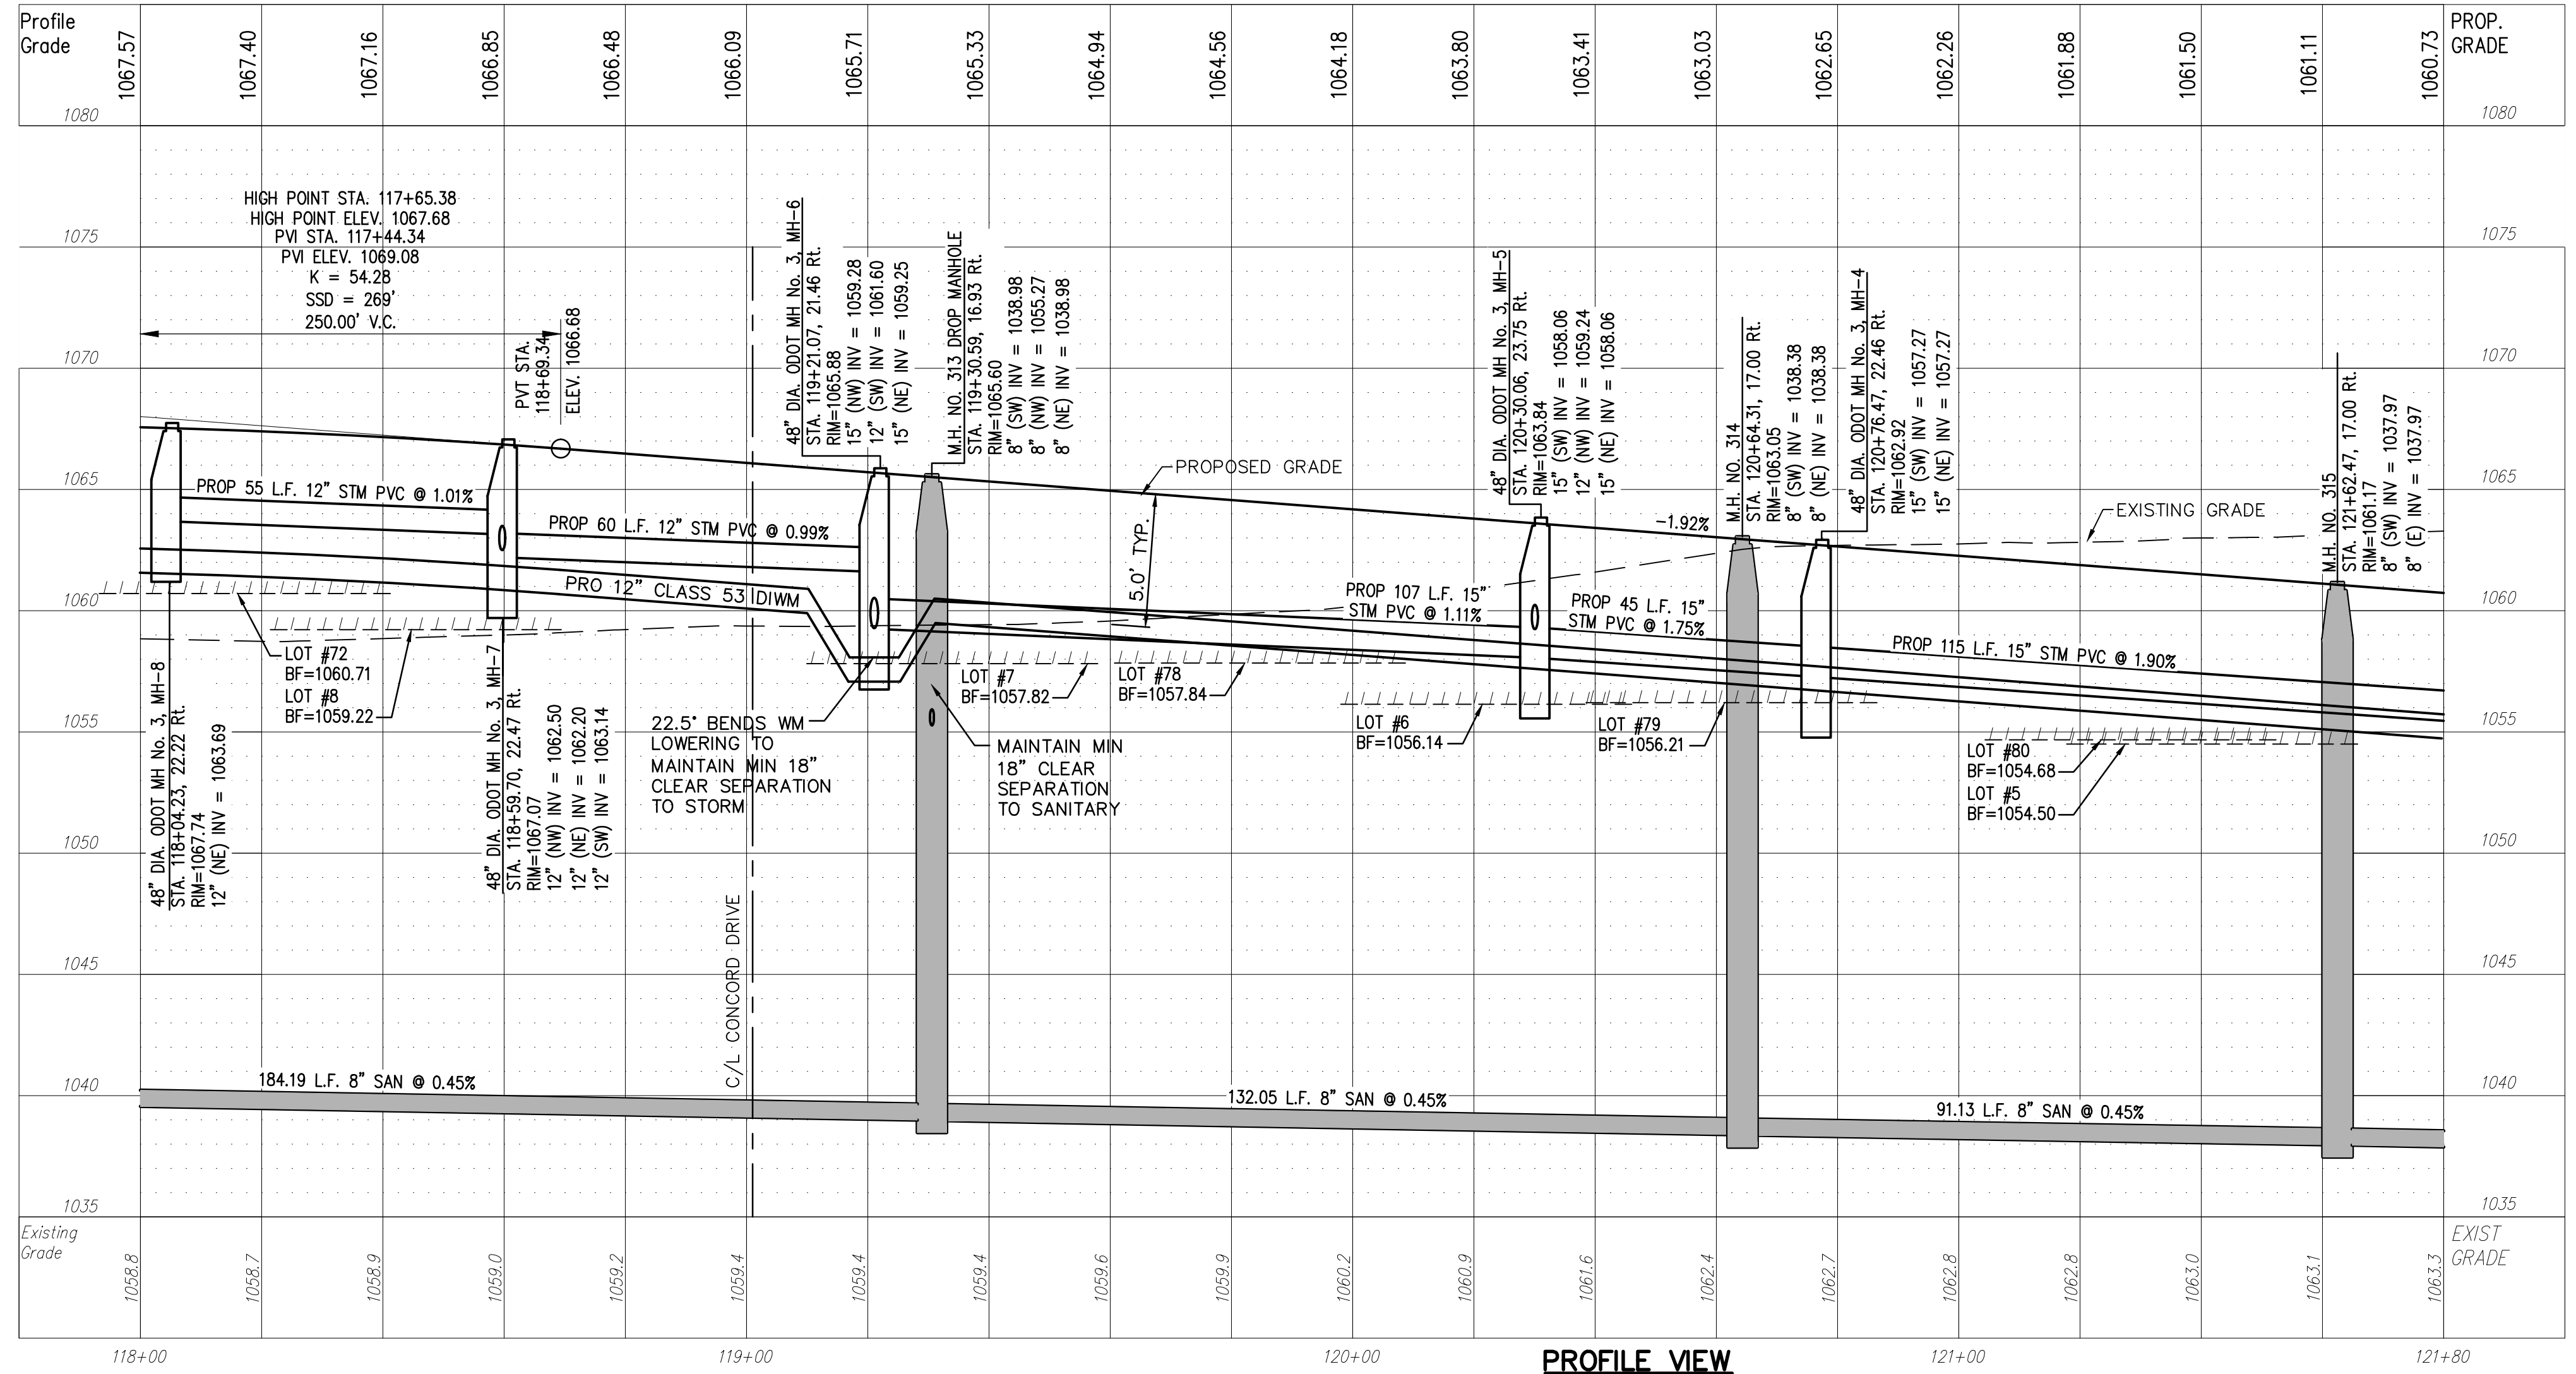 Profile
Grade
1067.57
1067.40
1067.16
1066.85
1066.48
1066.09
1065.71
1065.33
1064.94
1064.56
1064.18
1063.80
1063.41
1063.03
1062.65
1062.26
1061.88
1061.50
1061.11
1060.73
PROP.
GRADE
1080
1080
1075
1075
1070
1070
1065
1065
1060
1060
1055
1055
1050
1050
1045
1045
1040
1040
1035
1035
HIGH POINT STA. 117+65.38
HIGH POINT ELEV. 1067.68
PVI STA. 117+44.34
PVI ELEV. 1069.08
K = 54.28
SSD = 269'
250.00' V.C.
PVT STA.
118+69.34
ELEV. 1066.68
48" DIA. ODOT MH No. 3, MH-6
STA. 119+21.07, 21.46 Rt.
RIM=1065.88
15" (NW) INV = 1059.28
12" (SW) INV = 1061.60
15" (NE) INV = 1059.25
M.H. NO. 313 DROP MANHOLE
STA. 119+30.59, 16.93 Rt.
RIM=1065.60
8" (SW) INV = 1038.98
8" (NW) INV = 1055.27
8" (NE) INV = 1038.98
48" DIA. ODOT MH No. 3, MH-5
STA. 120+30.06, 23.75 Rt.
RIM=1063.84
15" (SW) INV = 1058.06
12" (NW) INV = 1059.24
15" (NE) INV = 1058.06
M.H. NO. 314
STA. 120+64.31, 17.00 Rt.
RIM=1063.05
8" (SW) INV = 1038.38
8" (NE) INV = 1038.38
48" DIA. ODOT MH No. 3, MH-4
STA. 120+76.47, 22.46 Rt.
RIM=1062.92
15" (SW) INV = 1057.27
15" (NE) INV = 1057.27
M.H. NO. 315
STA. 121+62.47, 17.00 Rt.
RIM=1061.17
8" (SW) INV = 1037.97
8" (E) INV = 1037.97
PROPOSED GRADE
5.0' TYP.
-1.92%
EXISTING GRADE
PROP 55 L.F. 12" STM PVC @ 1.01%
PROP 60 L.F. 12" STM PVC @ 0.99%
PRO 12" CLASS 53 DIWM
PROP 107 L.F. 15"
STM PVC @ 1.11%
PROP 45 L.F. 15"
STM PVC @ 1.75%
PROP 115 L.F. 15" STM PVC @ 1.90%
LOT #72
BF=1060.71
LOT #8
BF=1059.22
LOT #7
BF=1057.82
LOT #78
BF=1057.84
LOT #6
BF=1056.14
LOT #79
BF=1056.21
LOT #80
BF=1054.68
LOT #5
BF=1054.50
48" DIA. ODOT MH No. 3, MH-8
STA. 118+04.23, 22.22 Rt.
RIM=1067.74
12" (NE) INV = 1063.69
48" DIA. ODOT MH No. 3, MH-7
STA. 118+59.70, 22.47 Rt.
RIM=1067.07
12" (NW) INV = 1062.50
12" (NE) INV = 1062.20
12" (SW) INV = 1063.14
22.5° BENDS WM
LOWERING TO
MAINTAIN MIN 18"
CLEAR SEPARATION
TO STORM
MAINTAIN MIN
18" CLEAR
SEPARATION
TO SANITARY
C/L CONCORD DRIVE
184.19 L.F. 8" SAN @ 0.45%
132.05 L.F. 8" SAN @ 0.45%
91.13 L.F. 8" SAN @ 0.45%
Existing
Grade
1058.8
1058.7
1058.9
1059.0
1059.2
1059.4
1059.4
1059.4
1059.6
1059.9
1060.2
1060.9
1061.6
1062.4
1062.7
1062.8
1062.8
1063.0
1063.1
1063.3
EXIST
GRADE
118+00
119+00
120+00
121+00
121+80
PROFILE VIEW